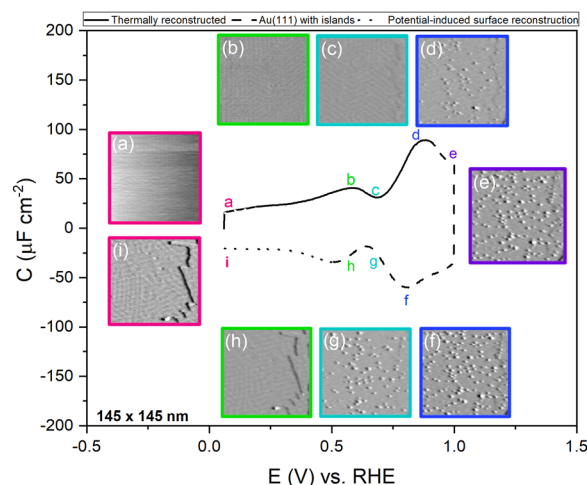 Thermally reconstructed Au(111) with islands Potential-induced surface reconstruction
200
150
100
50
0
-50
-100
-150
-200
C (μF cm⁻²)
(b) (c) (d)
(a)
(e)
(i)
(h) (g) (f)
a b c d e
i h g f
145 x 145 nm
-0.5 0.0 0.5 1.0 1.5
E (V) vs. RHE